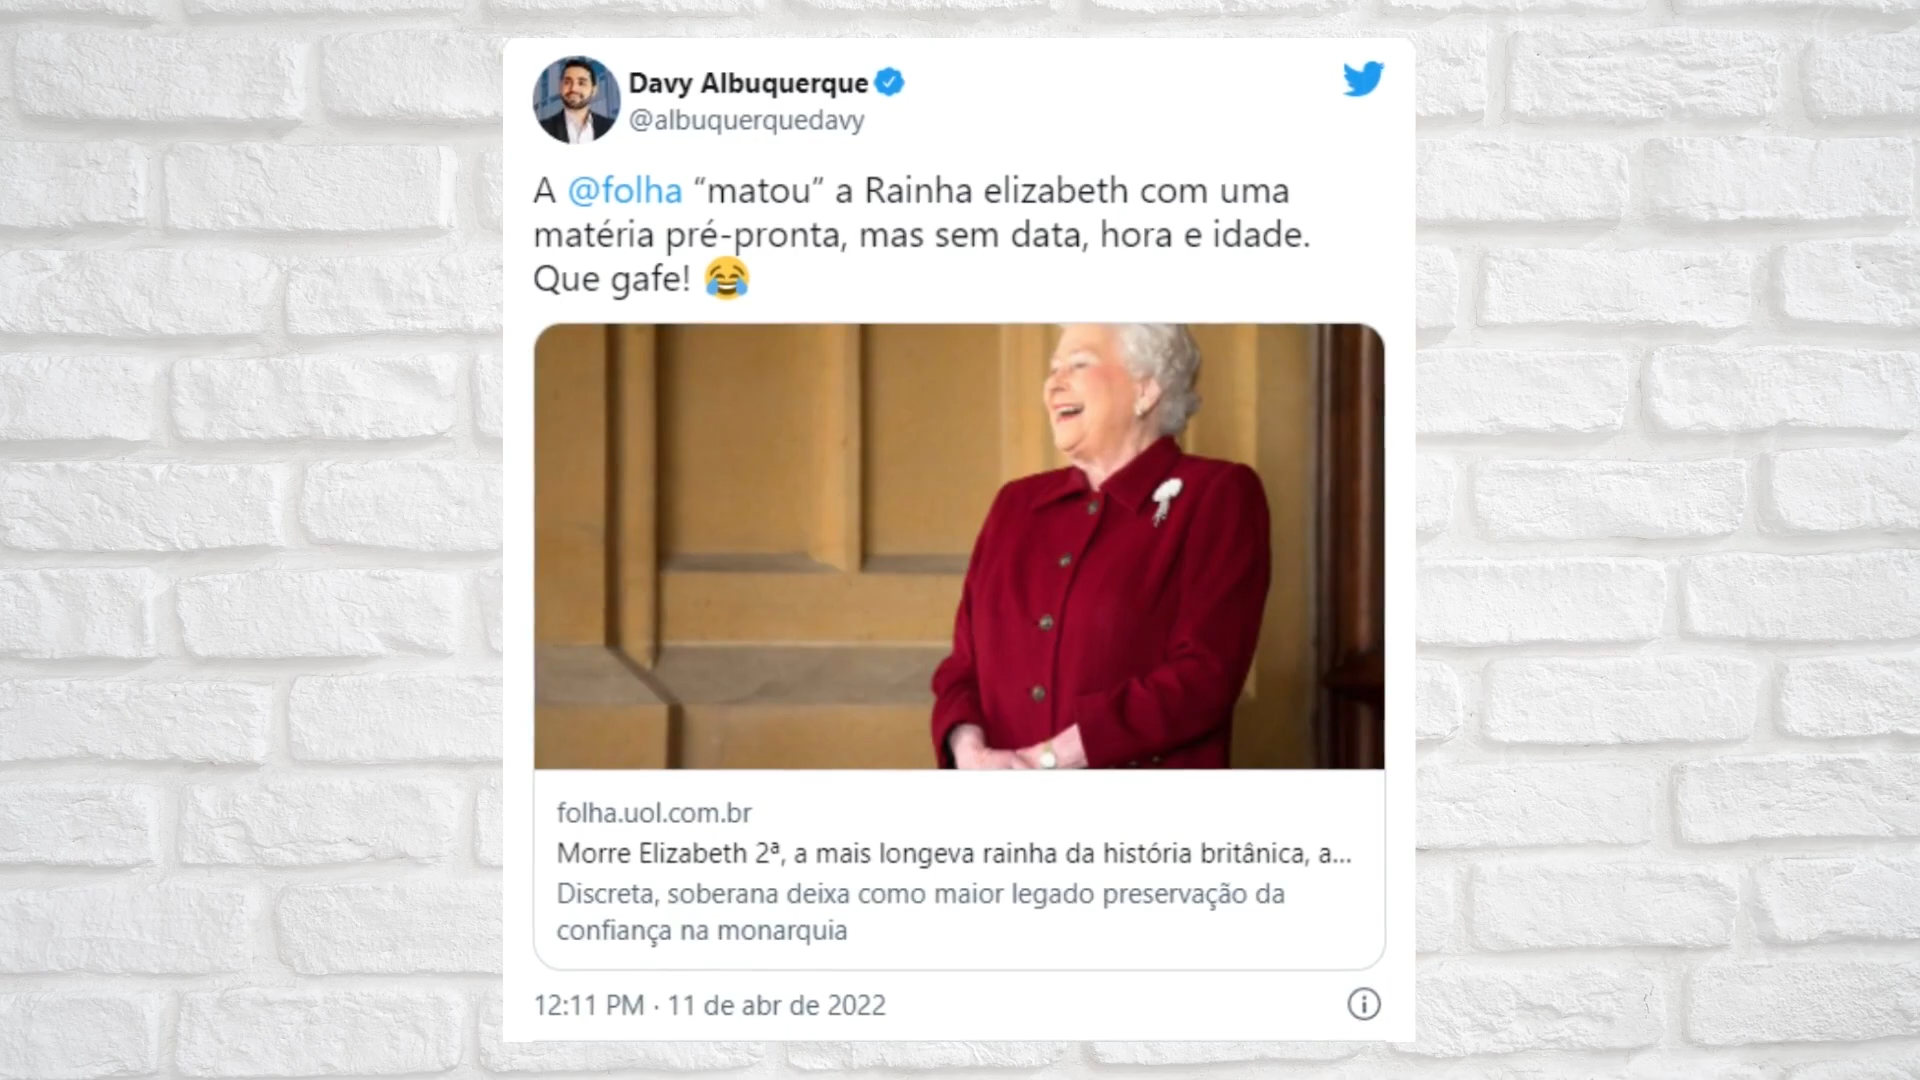 Davy Albuquerque
@albuquerquedavy
A @folha “matou” a Rainha elizabeth com uma
matéria pré-pronta, mas sem data, hora e idade.
Que gafe! 😂
folha.uol.com.br
Morre Elizabeth 2ª, a mais longeva rainha da história britânica, a...
Discreta, soberana deixa como maior legado preservação da
confiança na monarquia
12:11 PM · 11 de abr de 2022